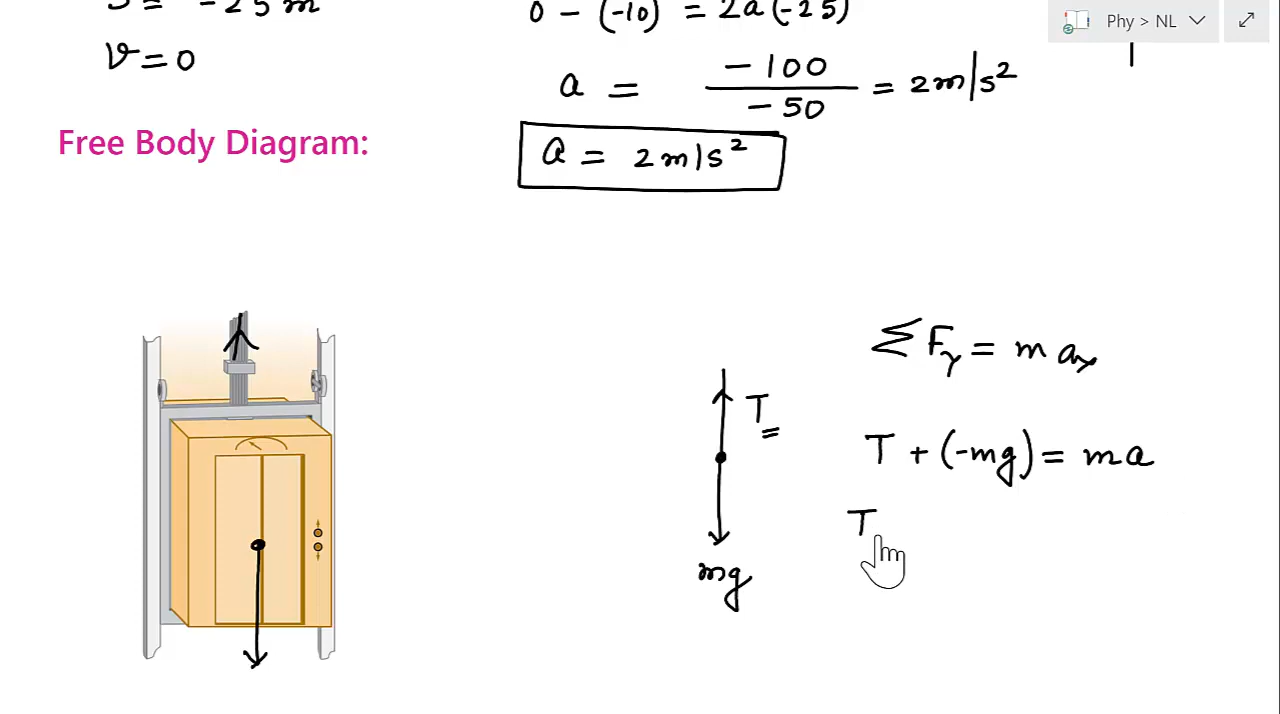 S = -25m
0 - (-10) = 2a(-25)
Phy > NL
V = 0
a = -100 / -50 = 2m/s²
Free Body Diagram:
a = 2m/s²
ΣFy = may
T
T + (-mg) = ma
T
mg